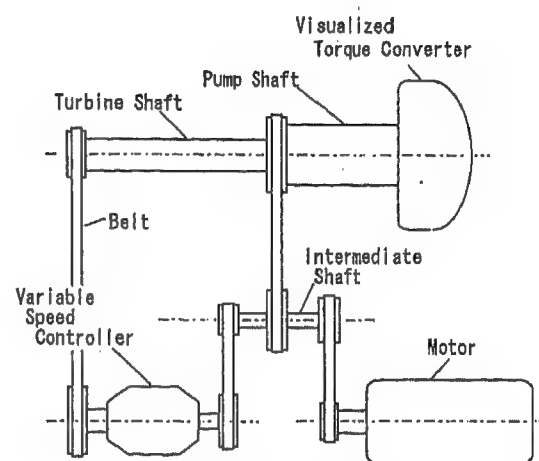 Visualized
Torque Converter
Pump Shaft
Turbine Shaft
Belt
Intermediate
Shaft
Variable
Speed
Controller
Motor